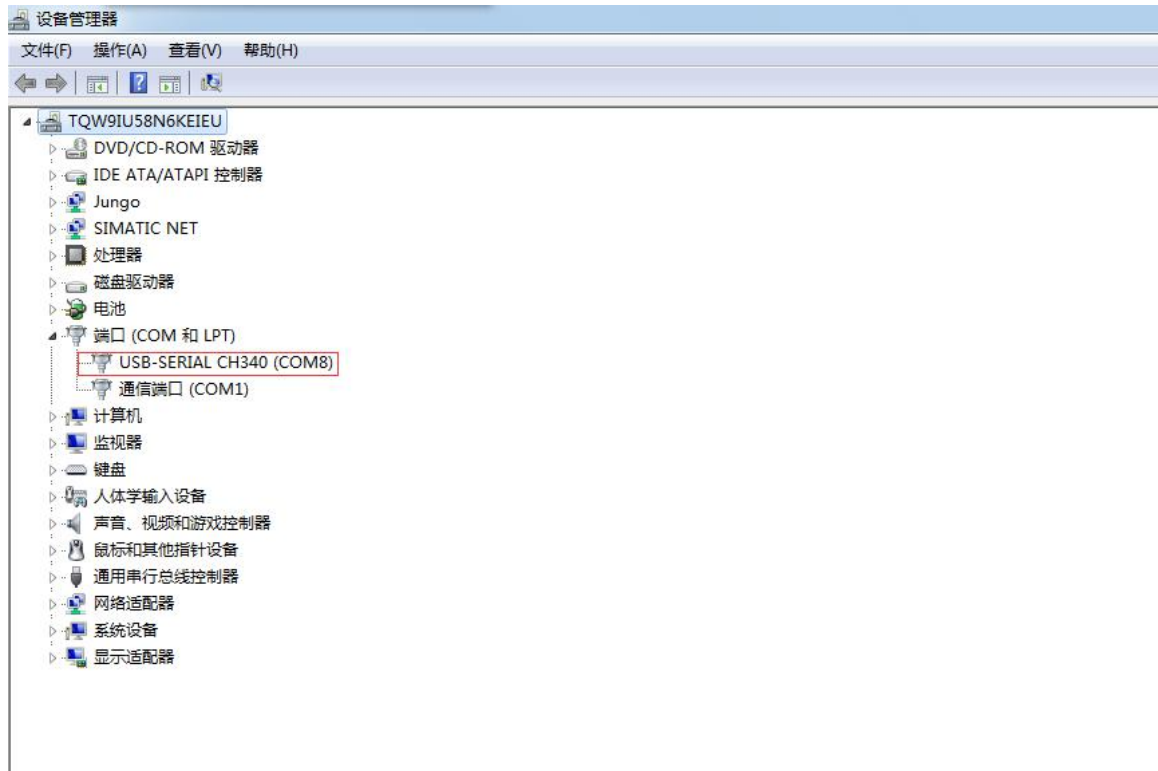 设备管理器
文件(F) 操作(A) 查看(V) 帮助(H)
TQW9IU58N6KEIEU
DVD/CD-ROM 驱动器
IDE ATA/ATAPI 控制器
Jungo
SIMATIC NET
处理器
磁盘驱动器
电池
端口 (COM 和 LPT)
USB-SERIAL CH340 (COM8)
通信端口 (COM1)
计算机
监视器
键盘
人体学输入设备
声音、视频和游戏控制器
鼠标和其他指针设备
通用串行总线控制器
网络适配器
系统设备
显示适配器